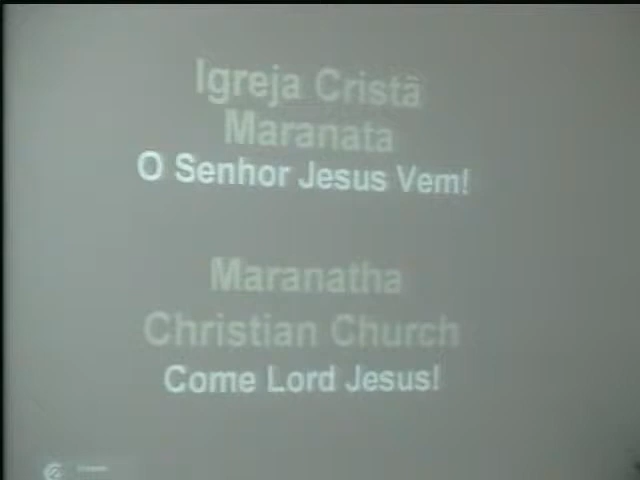 Igreja Cristã
Maranata
O Senhor Jesus Vem!
Maranatha
Christian Church
Come Lord Jesus!